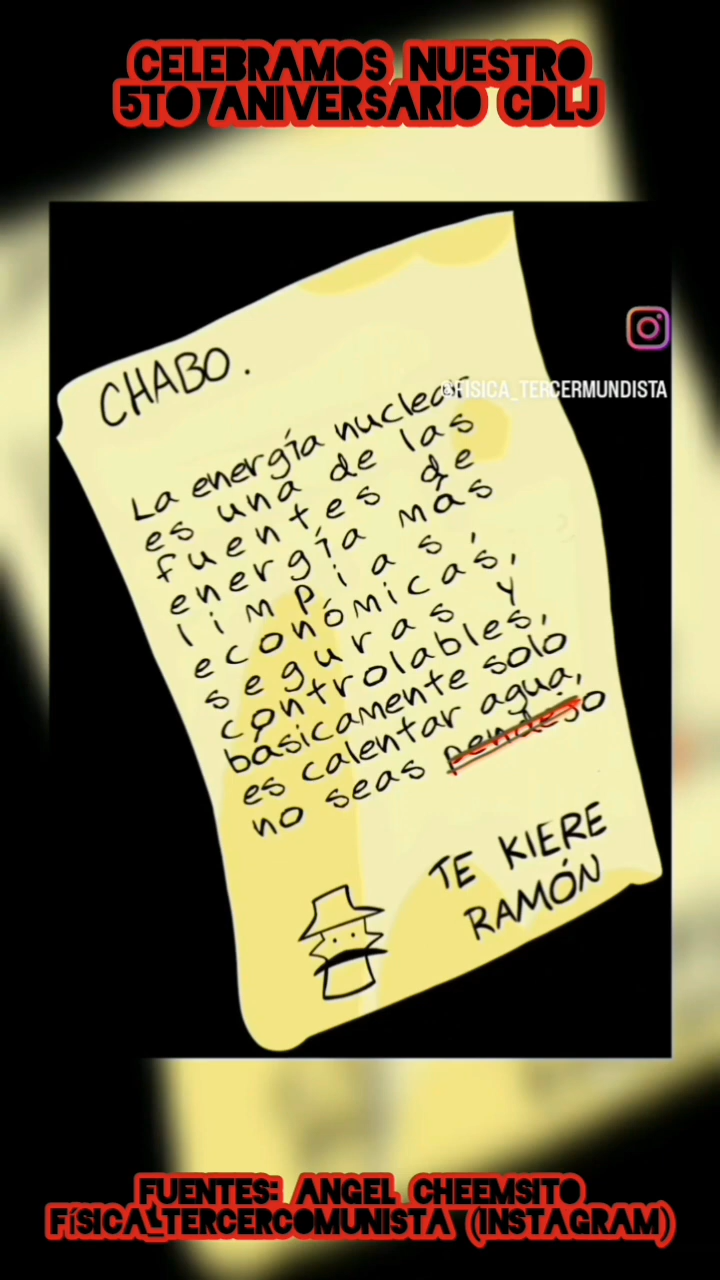 CELEBRAMOS NUESTRO
5TO ANIVERSARIO CDLJ
CHABO.
@FISICA_TERCERMUNDISTA
La energía nuclear
es una de las
fuentes de
energía más
limpias,
económicas,
seguras y
controlables,
básicamente solo
es calentar agua,
no seas pendejo
TE KIERE
RAMÓN
FUENTES: ANGEL CHEEMSITO
FÍSICA_TERCERCOMUNISTA (INSTAGRAM)